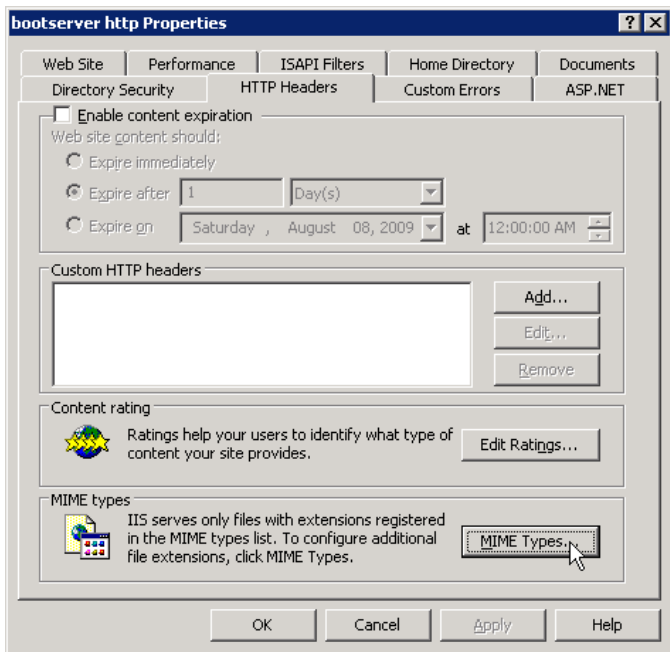 bootserver http Properties
Web Site Performance ISAPI Filters Home Directory Documents
Directory Security HTTP Headers Custom Errors ASP.NET
Enable content expiration
Web site content should:
Expire immediately
Expire after 1 Day(s)
Expire on Saturday , August 08, 2009 at 12:00:00 AM
Custom HTTP headers
Add...
Edit...
Remove
Content rating
Ratings help your users to identify what type of
content your site provides.
Edit Ratings...
MIME types
IIS serves only files with extensions registered
in the MIME types list. To configure additional
file extensions, click MIME Types.
MIME Types...
OK Cancel Apply Help